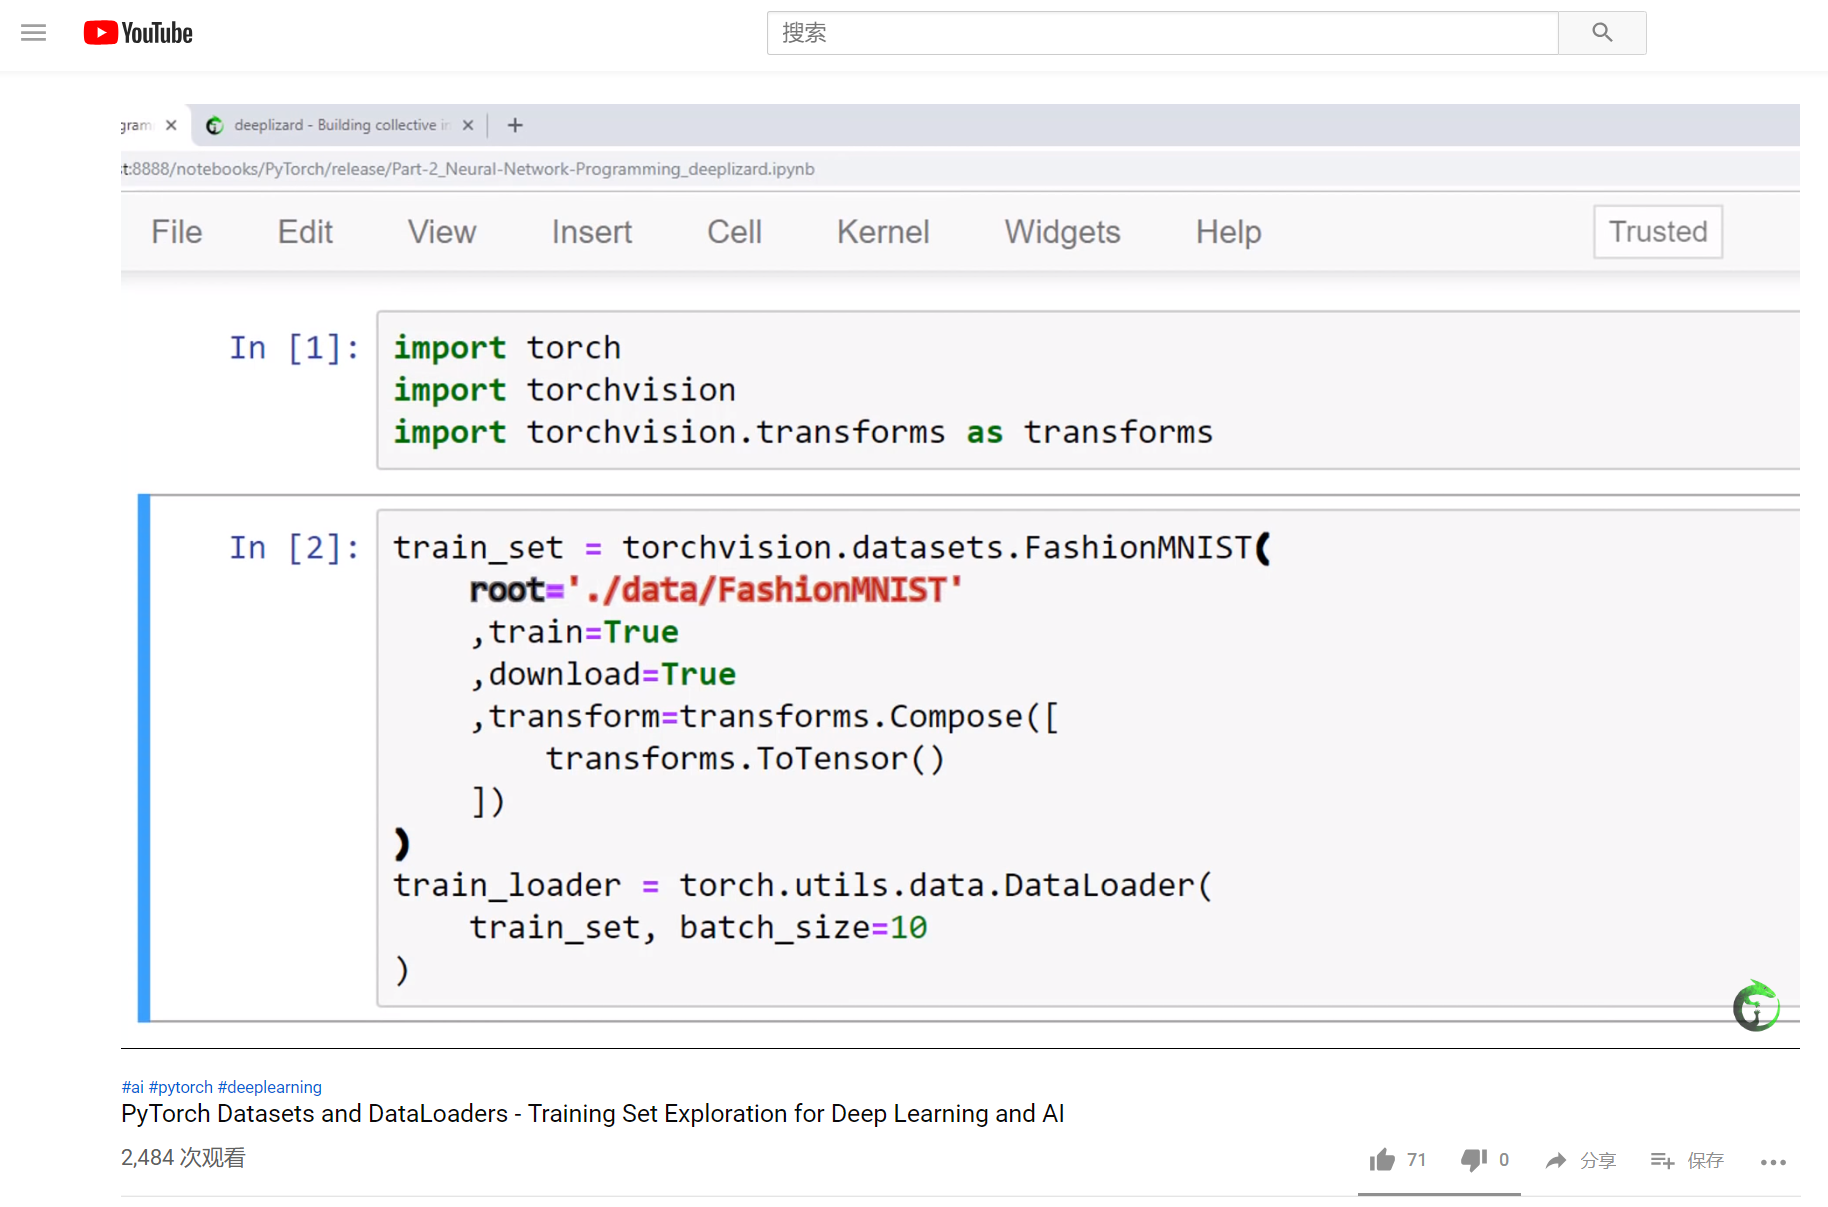 YouTube
搜索
gram
deeplizard - Building collective in
t:8888/notebooks/PyTorch/release/Part-2_Neural-Network-Programming_deeplizard.ipynb
File Edit View Insert Cell Kernel Widgets Help Trusted
In [1]: import torch
import torchvision
import torchvision.transforms as transforms
In [2]: train_set = torchvision.datasets.FashionMNIST(
root='./data/FashionMNIST'
,train=True
,download=True
,transform=transforms.Compose([
transforms.ToTensor()
])
)
train_loader = torch.utils.data.DataLoader(
train_set, batch_size=10
)
#ai #pytorch #deeplearning
PyTorch Datasets and DataLoaders - Training Set Exploration for Deep Learning and AI
2,484 次观看
71 0 分享 保存